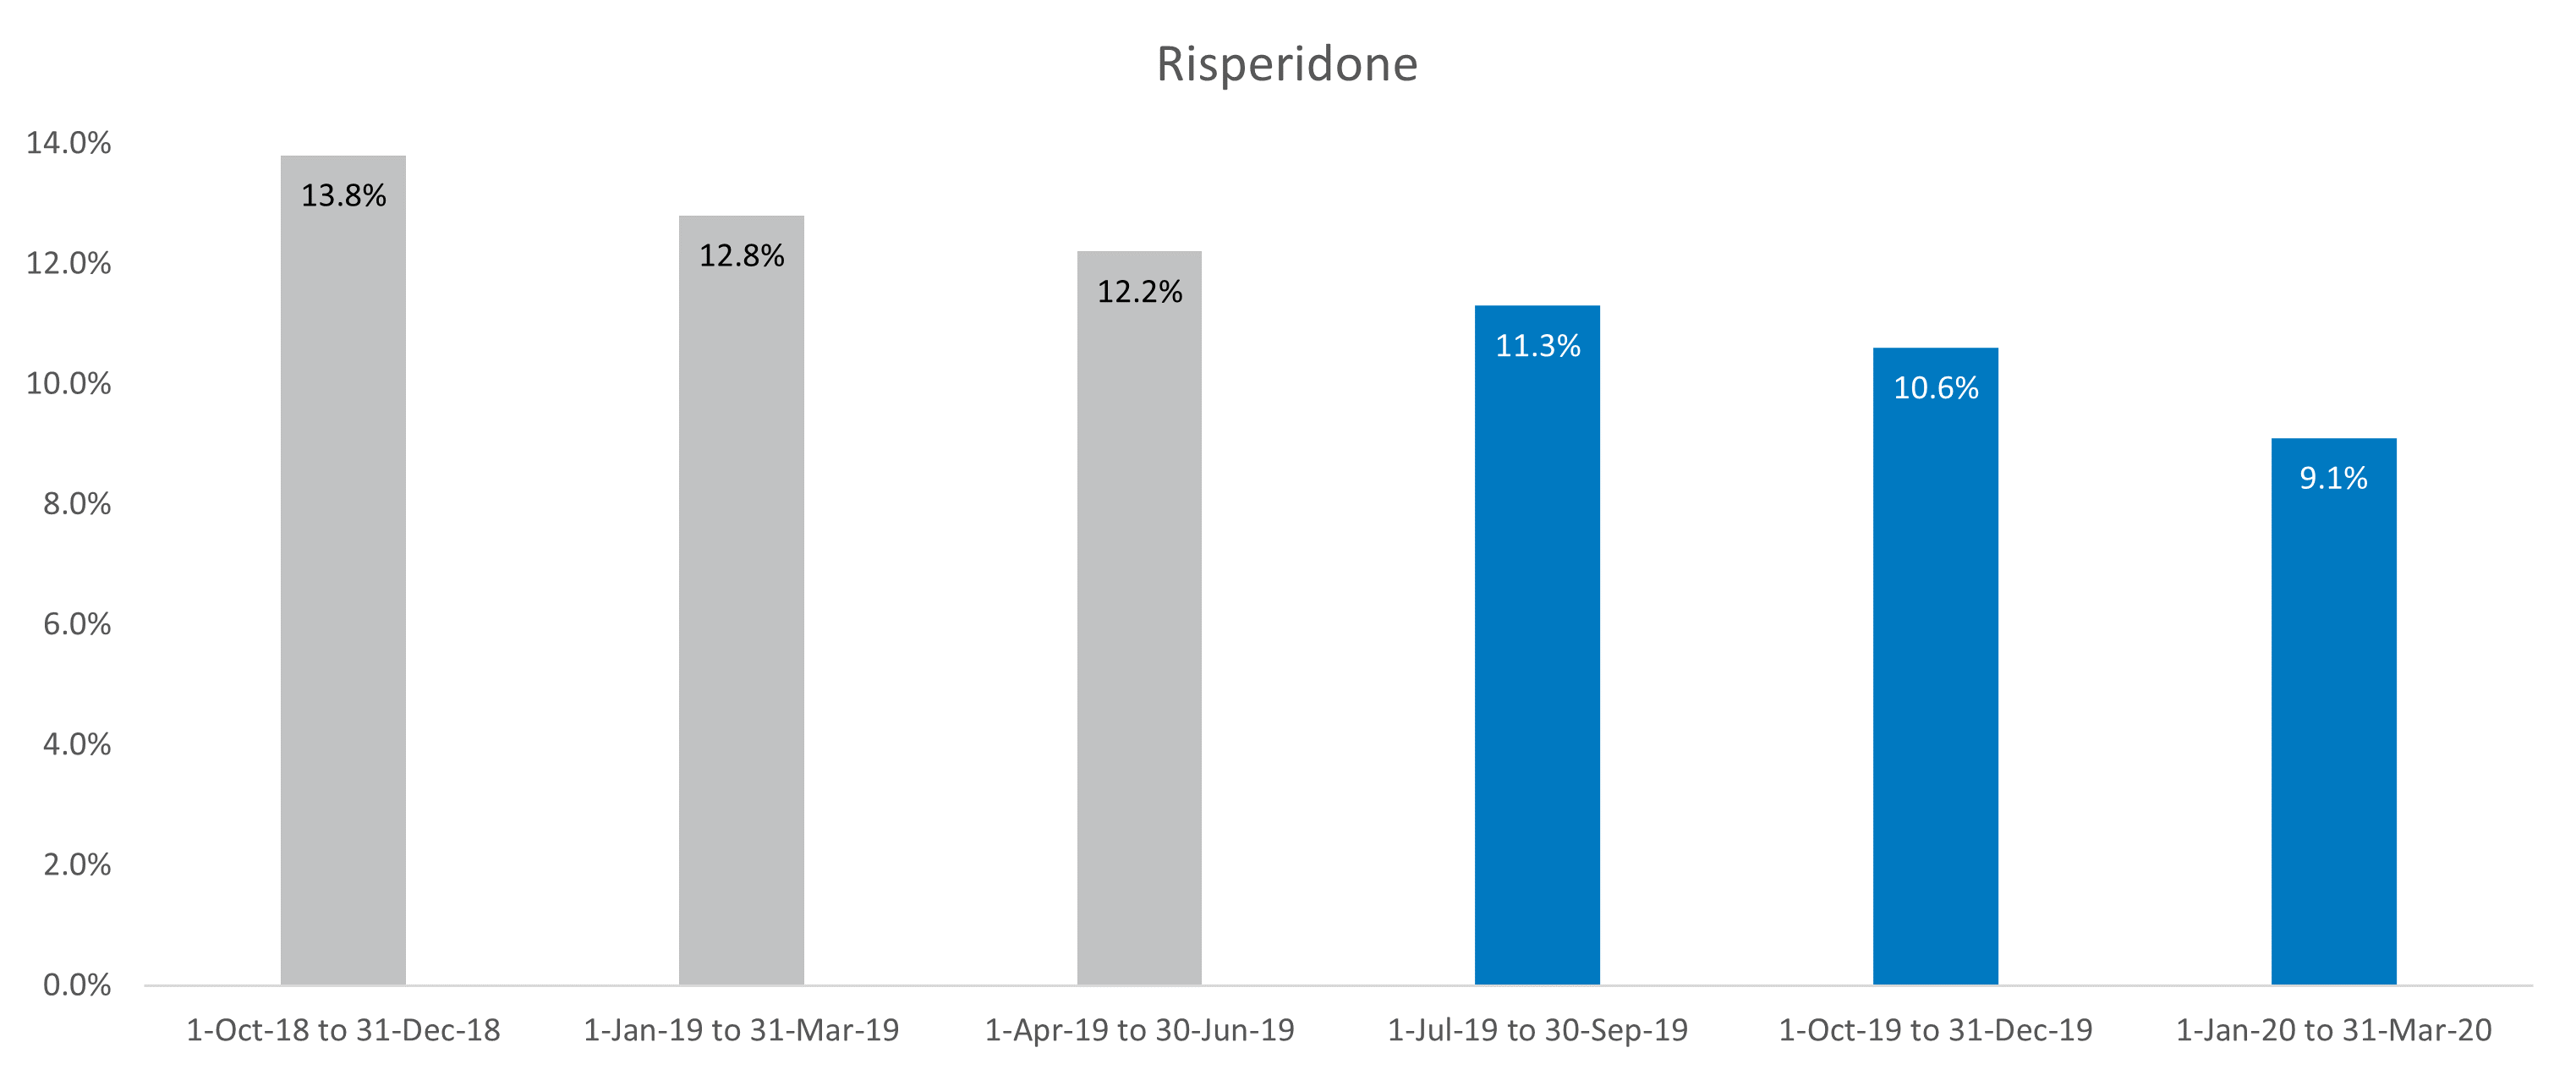 Risperidone
14.0%
12.0%
10.0%
8.0%
6.0%
4.0%
2.0%
0.0%
13.8%
12.8%
12.2%
11.3%
10.6%
9.1%
1-Oct-18 to 31-Dec-18
1-Jan-19 to 31-Mar-19
1-Apr-19 to 30-Jun-19
1-Jul-19 to 30-Sep-19
1-Oct-19 to 31-Dec-19
1-Jan-20 to 31-Mar-20